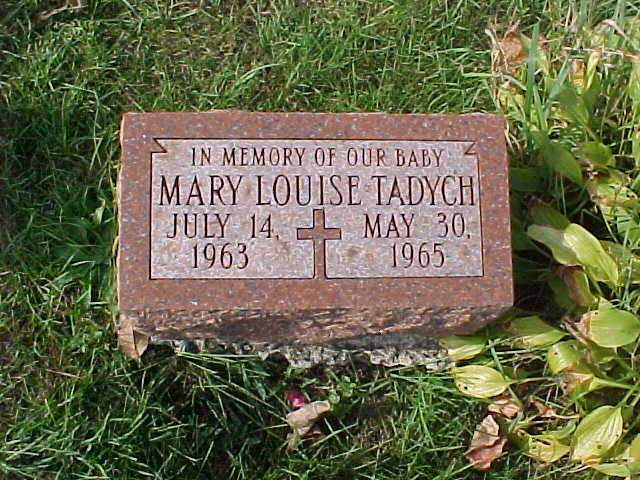 IN MEMORY OF OUR BABY
MARY LOUISE TADYCH
JULY 14, MAY 30,
1963 1965